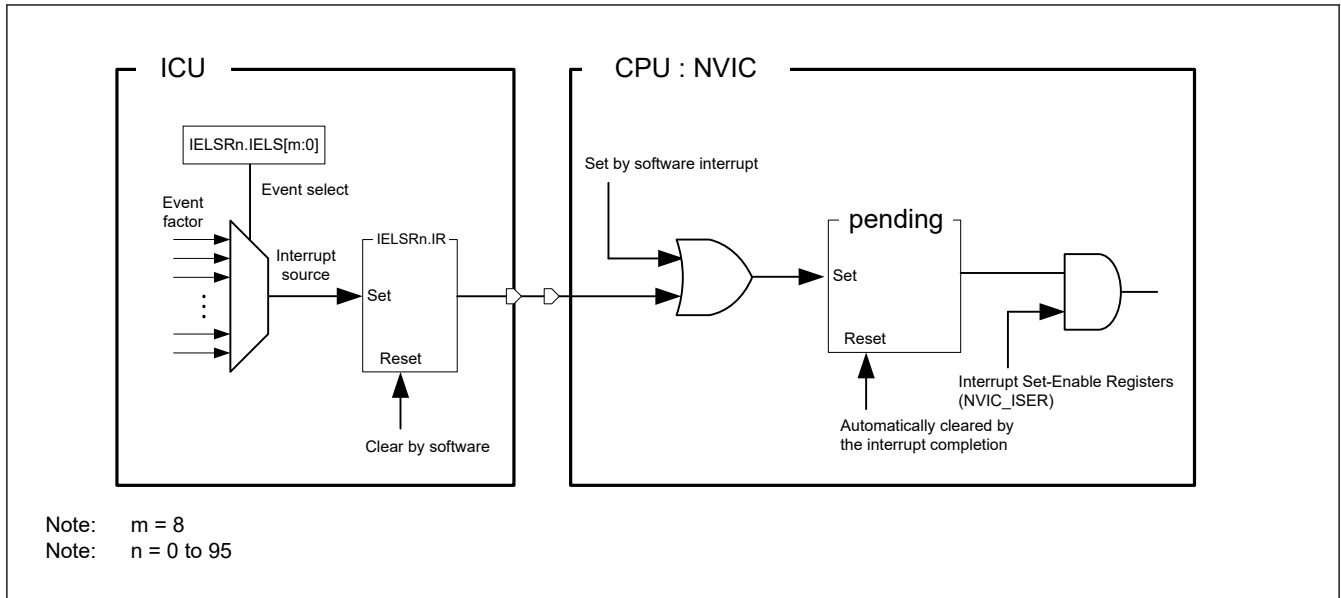 ICU
CPU : NVIC
IELSRn.IELS[m:0]
Event select
Event
factor
Interrupt
source
IELSRn.IR
Set
Reset
Clear by software
Set by software interrupt
pending
Set
Reset
Automatically cleared by
the interrupt completion
Interrupt Set-Enable Registers
(NVIC_ISER)
Note: m = 8
Note: n = 0 to 95